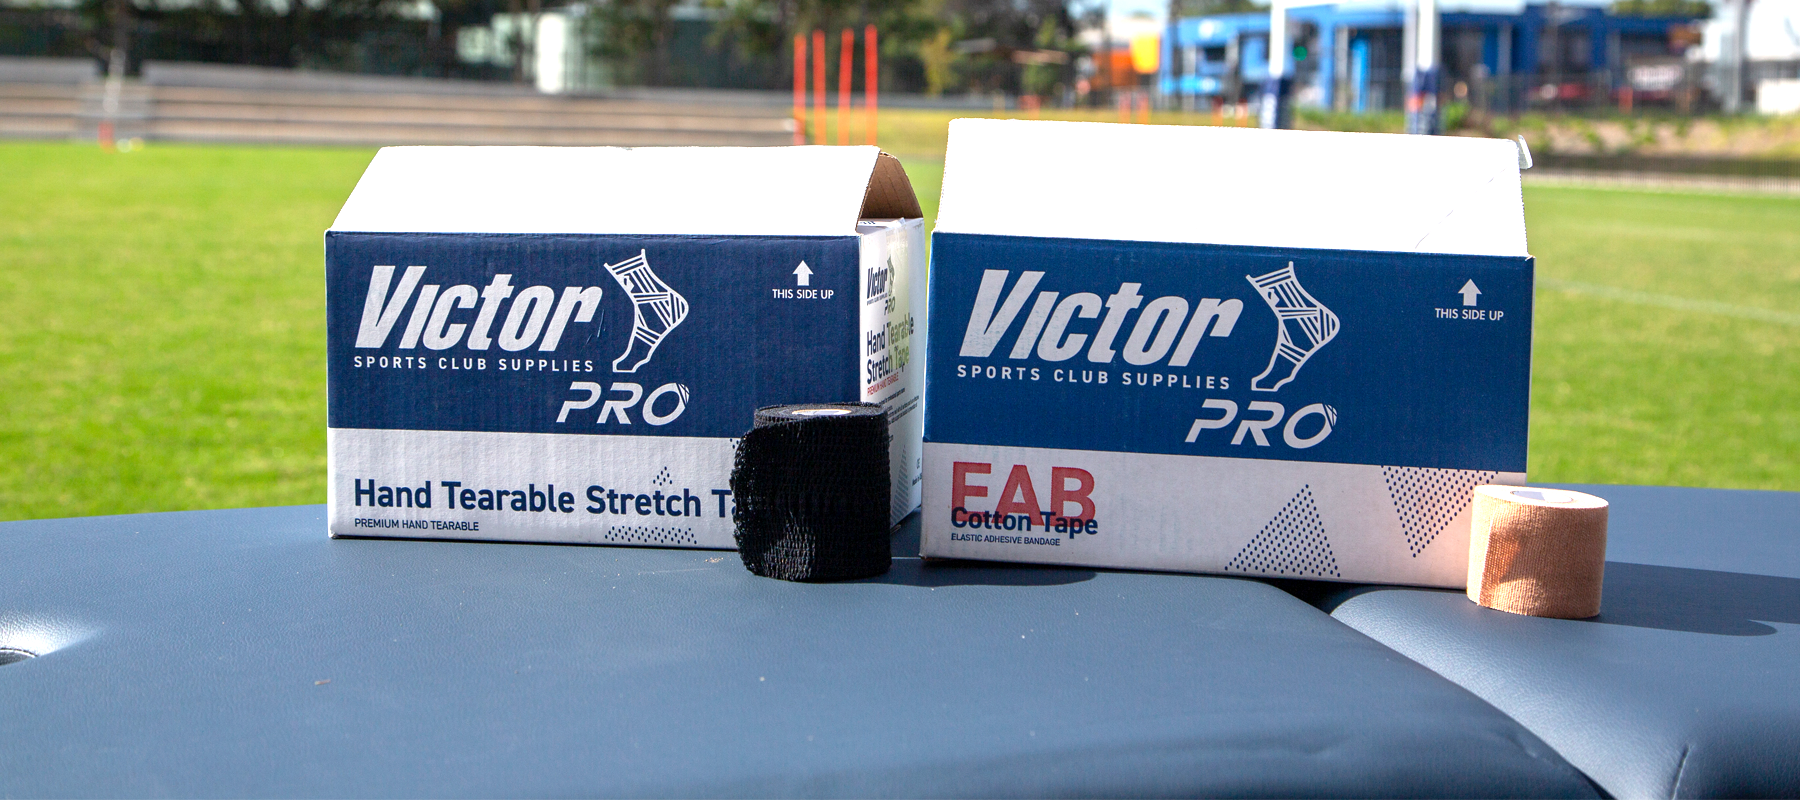 Victor
SPORTS CLUB SUPPLIES
PRO
THIS SIDE UP
Hand Tearable Stretch
PREMIUM HAND TEARABLE
Victor
PRO
Hand Tearable
Stretch Tape
Victor
SPORTS CLUB SUPPLIES
PRO
THIS SIDE UP
EAB
Cotton Tape
ELASTIC ADHESIVE BANDAGE